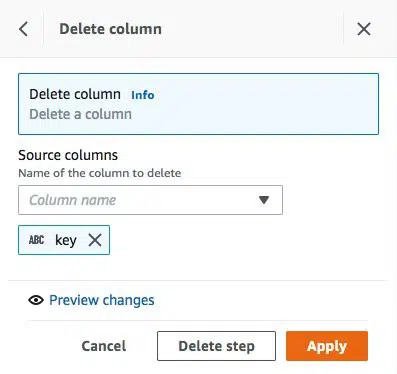 Delete column
Delete column Info
Delete a column
Source columns
Name of the column to delete
Column name
ABC key
Preview changes
Cancel Delete step Apply